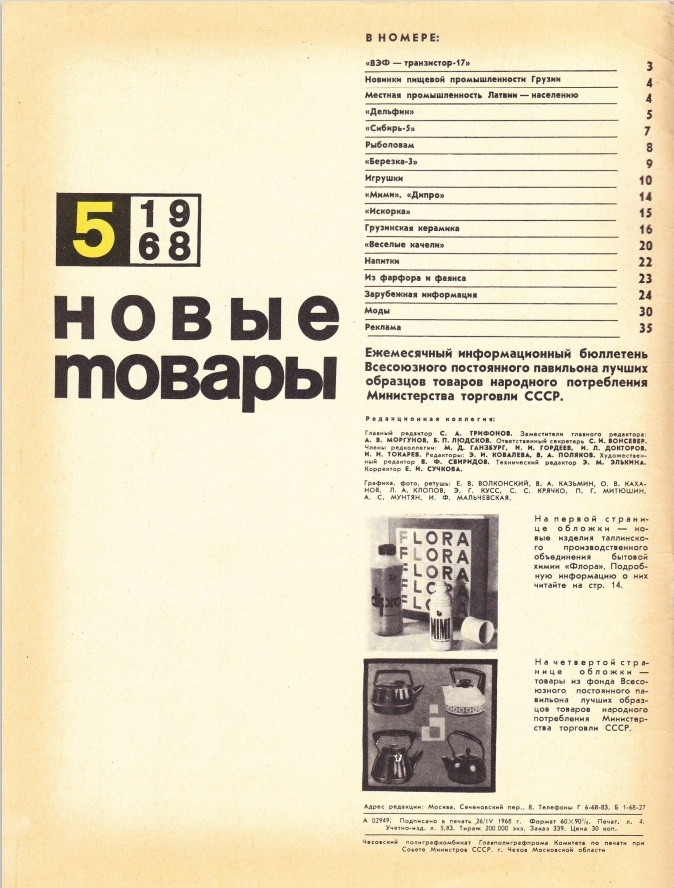 В НОМЕРЕ:
«ВЭФ — транзистор-17» 3
Новинки пищевой промышленности Грузии 4
Местная промышленность Латвии — населению 4
«Дельфин» 5
«Сибирь-5» 7
Рыболовам 8
«Березка-3» 9
Игрушки 10
«Мими», «Дипро» 14
«Искорка» 15
Грузинская керамика 16
«Веселые качели» 20
Напитки 22
Из фарфора и фаянса 23
Зарубежная информация 24
Моды 30
Реклама 35
5 19
68
новые
товары
Ежемесячный информационный бюллетень
Всесоюзного постоянного павильона лучших
образцов товаров народного потребления
Министерства торговли СССР.
Редакционная коллегия:
Главный редактор С. А. ТРИФОНОВ. Заместители главного редактора:
А. В. МОРГУНОВ, Б. П. ЛЮДСКОВ. Ответственный секретарь С. И. ВОНСЕВЕР.
Члены редколлегии: М. Д. ГАНЗБУРГ, И. И. ГОРДЕЕВ, И. Л. ДОКТОРОВ,
И. И. ТОКАРЕВ. Редакторы: Э. И. КОВАЛЕВА, В. А. ПОЛЯКОВ. Художествен-
ный редактор В. Ф. СВИРИДОВ. Технический редактор Э. М. ЭЛЬКИНА.
Корректор Е. И. СУЧКОВА.
Графика, фото, ретушь: Е. В. ВОЛКОНСКИЙ, В. А. КАЗЬМИН, О. В. КАХА-
НОВ, Л. А. КЛОПОВ, Э. Г. КУСС, С. С. КРЯЧКО, П. Г. МИТЮШИН,
А. С. МУНТЯН, И. Ф. МАЛЬЧЕВСКАЯ.
FLORA
FLORA
FLORA
FLO
FLO
dipro
MIMI
На первой страни-
це обложки — но-
вые изделия таллинско-
го производственного
объединения бытовой
химии «Флора». Подроб-
ную информацию о них
читайте на стр. 14.
На четвертой стра-
нице обложки —
товары из фонда Всесо-
юзного постоянного па-
вильона лучших образ-
цов товаров народного
потребления Министер-
ства торговли СССР.
Адрес редакции: Москва, Сеченовский пер., 8. Телефоны Г 6-68-83, Б 1-68-27
А 02949. Подписано в печать 26/IV 1968 г. Формат 60×90⅛. Печат. л. 4.
Учетно-изд. л. 5,83. Тираж 200 000 экз. Заказ 339. Цена 30 коп.
Чеховский полиграфкомбинат Главполиграфпрома Комитета по печати при
Совете Министров СССР. г. Чехов Московской области